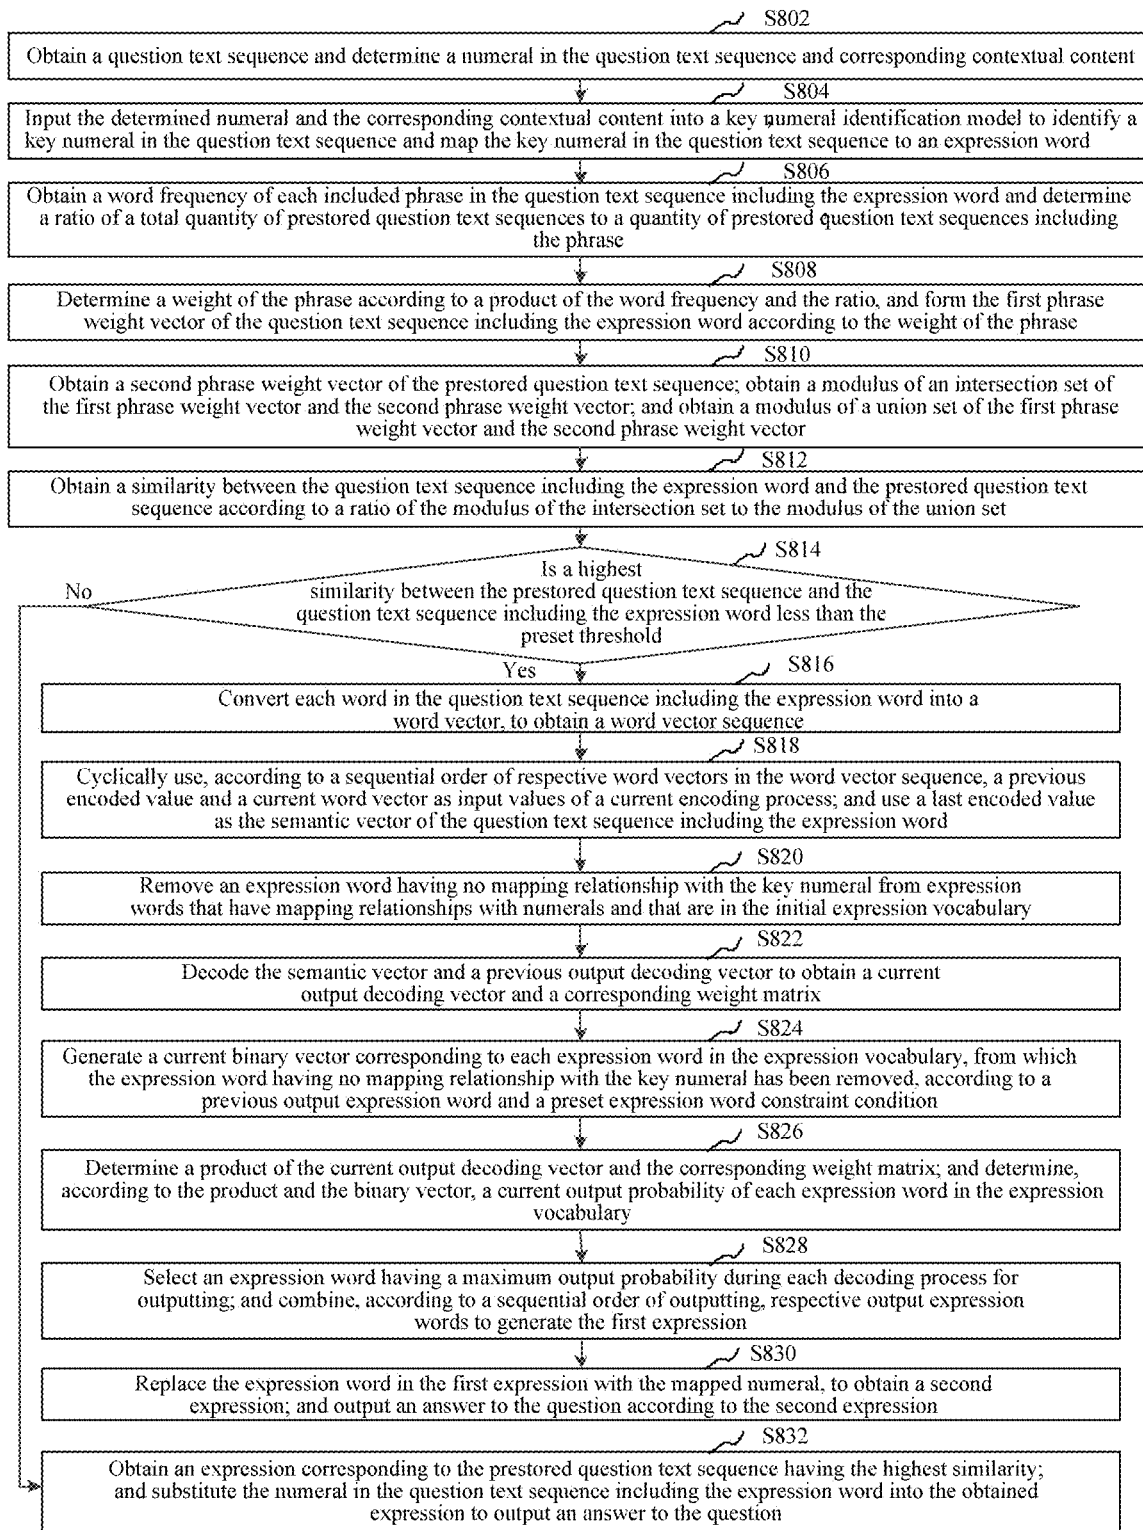 S802
Obtain a question text sequence and determine a numeral in the question text sequence and corresponding contextual content
S804
Input the determined numeral and the corresponding contextual content into a key numeral identification model to identify a
key numeral in the question text sequence and map the key numeral in the question text sequence to an expression word
S806
Obtain a word frequency of each included phrase in the question text sequence including the expression word and determine
a ratio of a total quantity of prestored question text sequences to a quantity of prestored question text sequences including
the phrase
S808
Determine a weight of the phrase according to a product of the word frequency and the ratio, and form the first phrase
weight vector of the question text sequence including the expression word according to the weight of the phrase
S810
Obtain a second phrase weight vector of the prestored question text sequence; obtain a modulus of an intersection set of
the first phrase weight vector and the second phrase weight vector; and obtain a modulus of a union set of the first phrase
weight vector and the second phrase weight vector
S812
Obtain a similarity between the question text sequence including the expression word and the prestored question text
sequence according to a ratio of the modulus of the intersection set to the modulus of the union set
S814
Is a highest
similarity between the prestored question text sequence and the
question text sequence including the expression word less than the
preset threshold
No
Yes
S816
Convert each word in the question text sequence including the expression word into a
word vector, to obtain a word vector sequence
S818
Cyclically use, according to a sequential order of respective word vectors in the word vector sequence, a previous
encoded value and a current word vector as input values of a current encoding process; and use a last encoded value
as the semantic vector of the question text sequence including the expression word
S820
Remove an expression word having no mapping relationship with the key numeral from expression
words that have mapping relationships with numerals and that are in the initial expression vocabulary
S822
Decode the semantic vector and a previous output decoding vector to obtain a current
output decoding vector and a corresponding weight matrix
S824
Generate a current binary vector corresponding to each expression word in the expression vocabulary, from which
the expression word having no mapping relationship with the key numeral has been removed, according to a
previous output expression word and a preset expression word constraint condition
S826
Determine a product of the current output decoding vector and the corresponding weight matrix; and determine,
according to the product and the binary vector, a current output probability of each expression word in the expression
vocabulary
S828
Select an expression word having a maximum output probability during each decoding process for
outputting; and combine, according to a sequential order of outputting, respective output expression
words to generate the first expression
S830
Replace the expression word in the first expression with the mapped numeral, to obtain a second
expression; and output an answer to the question according to the second expression
S832
Obtain an expression corresponding to the prestored question text sequence having the highest similarity;
and substitute the numeral in the question text sequence including the expression word into the obtained
expression to output an answer to the question